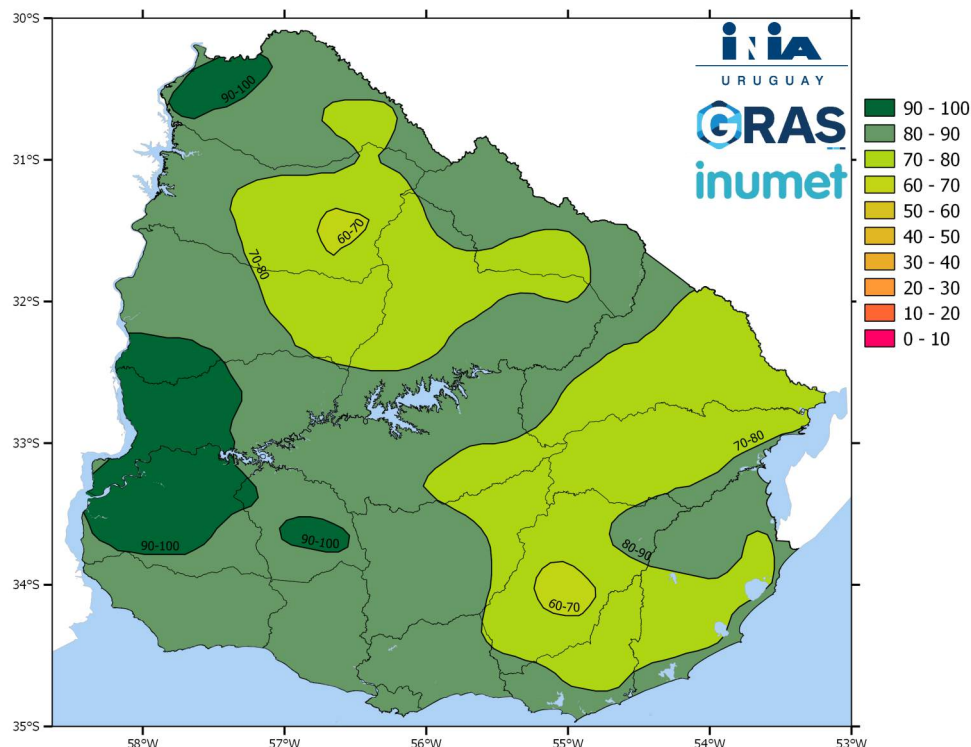 30°S
31°S
32°S
33°S
34°S
35°S
58°W
57°W
56°W
55°W
54°W
53°W
INIA
URUGUAY
GRAS
inumet
90 - 100
80 - 90
70 - 80
60 - 70
50 - 60
40 - 50
30 - 40
20 - 30
10 - 20
0 - 10
90-100
60-70
70-80
70-80
90-100
90-100
80-90
60-70